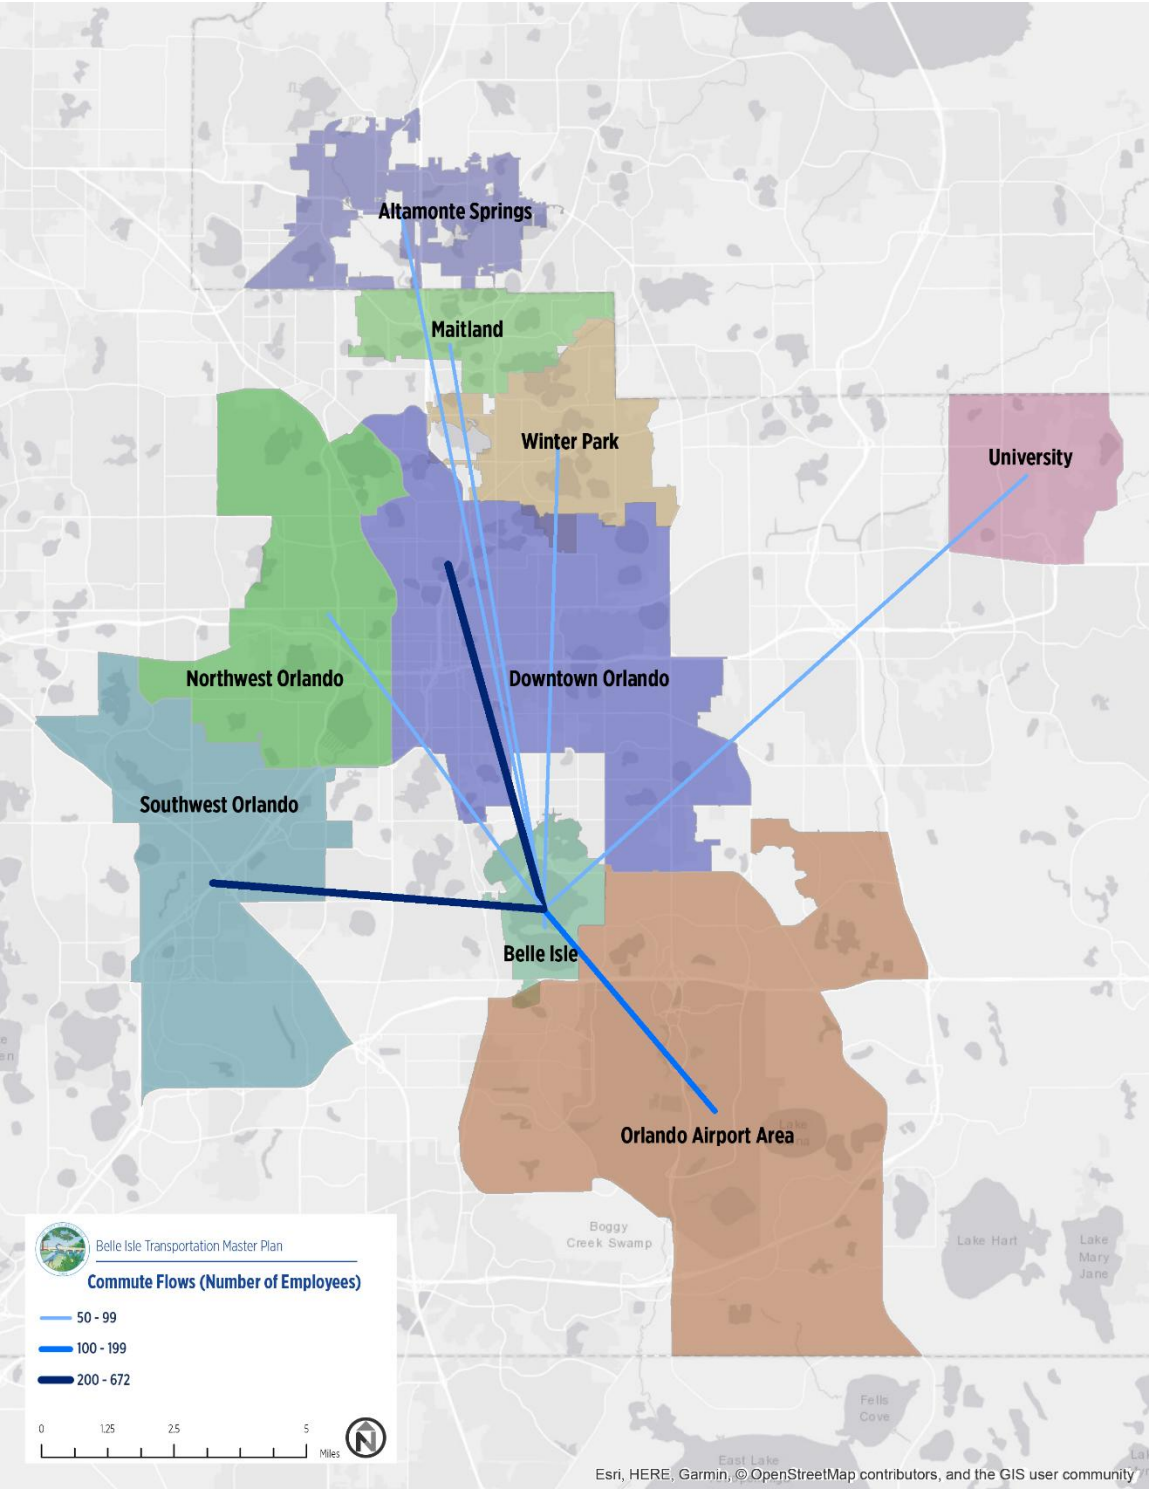 Altamonte Springs
Maitland
Winter Park
University
Northwest Orlando
Downtown Orlando
Southwest Orlando
Belle Isle
Orlando Airport Area
Lake
Boggy
Creek Swamp
Lake Hart
Lake
Mary
Jane
Belle Isle Transportation Master Plan
Commute Flows (Number of Employees)
50 - 99
100 - 199
200 - 672
0 1.25 2.5 5
Miles
N
Fells
Cove
East Lake
Esri, HERE, Garmin, © OpenStreetMap contributors, and the GIS user community